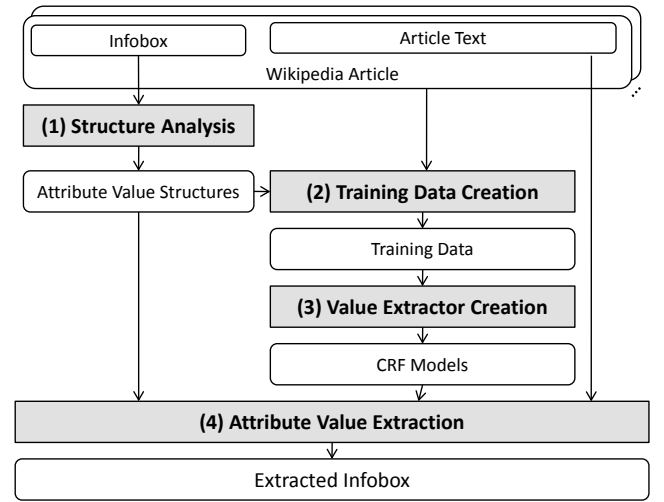 Infobox
Article Text
Wikipedia Article
...
(1) Structure Analysis
Attribute Value Structures
(2) Training Data Creation
Training Data
(3) Value Extractor Creation
CRF Models
(4) Attribute Value Extraction
Extracted Infobox